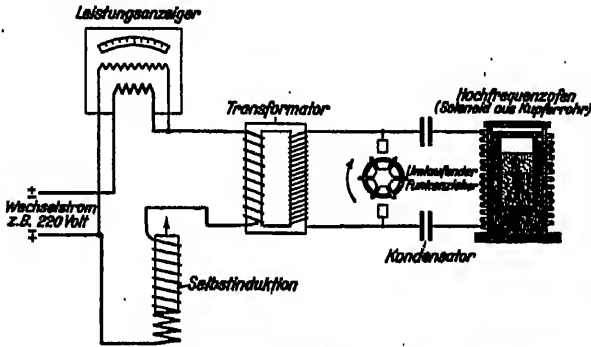 Leistungsanzeiger
Transformator
Hochfrequenzofen
(Solenoid aus Kupferrohr)
Umlaufender
Funkenzieher
±
Wechselstrom
z.B. 220 Volt
±
Selbstinduktion
Kondensator